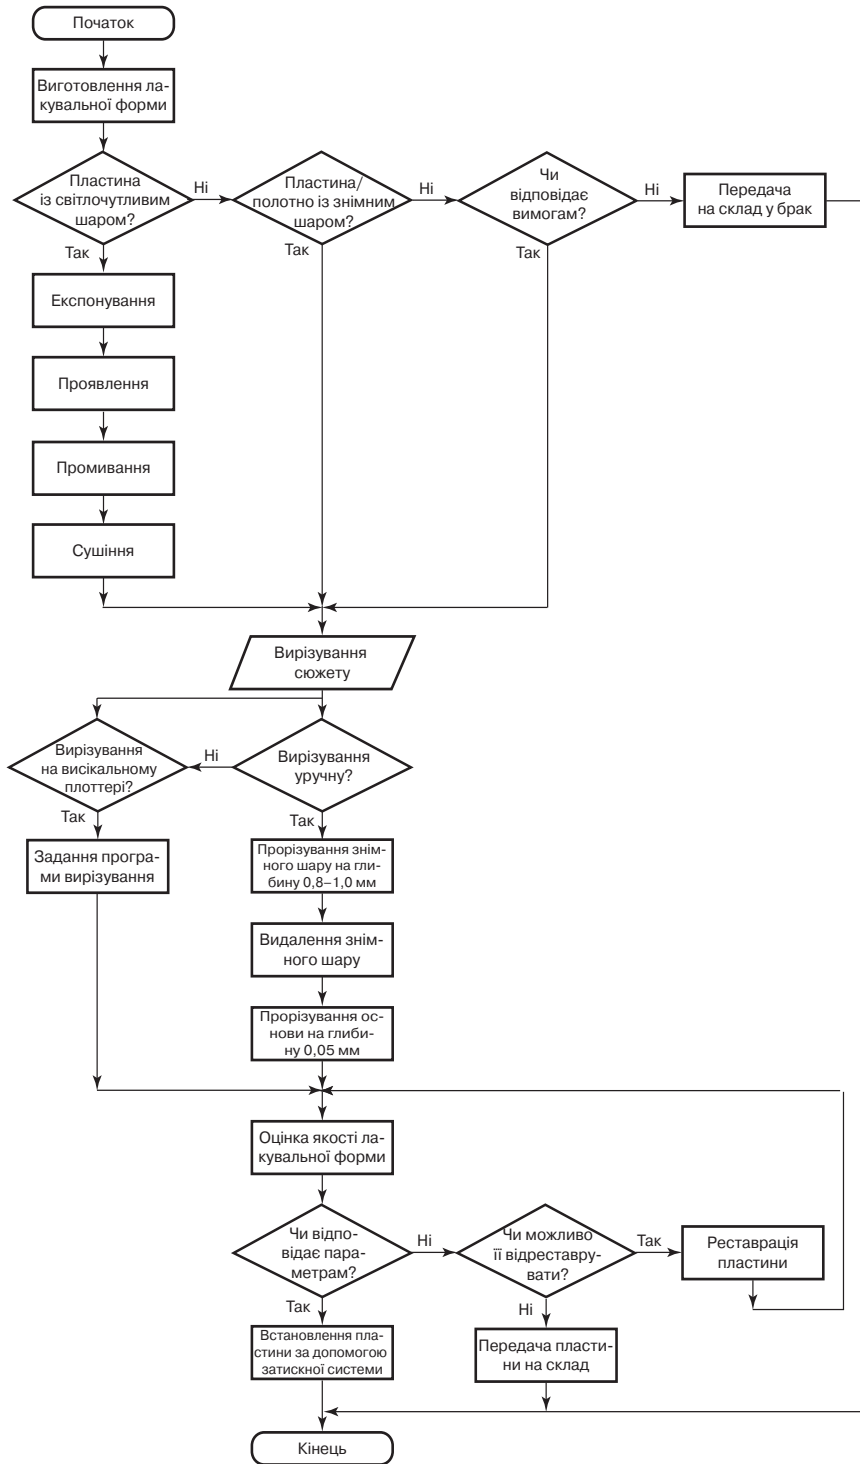 Початок
Виготовлення ла-
кувальної форми
Пластина
із світлочутливим
шаром?
Ні
Так
Пластина/
полотно із знімним
шаром?
Ні
Так
Чи
відповідає
вимогам?
Ні
Так
Передача
на склад у брак
Експонування
Проявлення
Промивання
Сушіння
Вирізування
сюжету
Вирізування
на висікальному
плоттері?
Ні
Так
Вирізування
уручну?
Так
Задання програ-
ми вирізування
Прорізування знім-
ного шару на гли-
бину 0,8–1,0 мм
Видалення знім-
ного шару
Прорізування ос-
нови на глиби-
ну 0,05 мм
Оцінка якості ла-
кувальної форми
Чи відпо-
відає пара-
метрам?
Ні
Так
Чи можливо
її відреставру-
вати?
Так
Ні
Реставрація
пластини
Встановлення пла-
стини за допомогою
затискної системи
Передача пласти-
ни на склад
Кінець